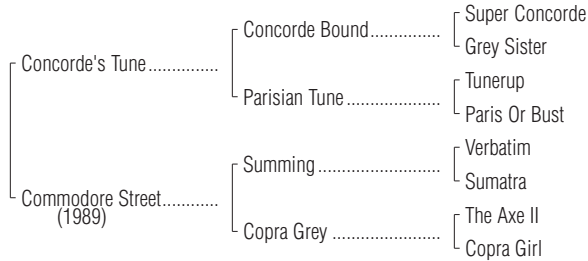 Super Concorde
Concorde Bound
Grey Sister
Concorde's Tune
Tunerup
Parisian Tune
Paris Or Bust
Verbatim
Summing
Sumatra
Commodore Street
(1989)
The Axe II
Copra Grey
Copra Girl